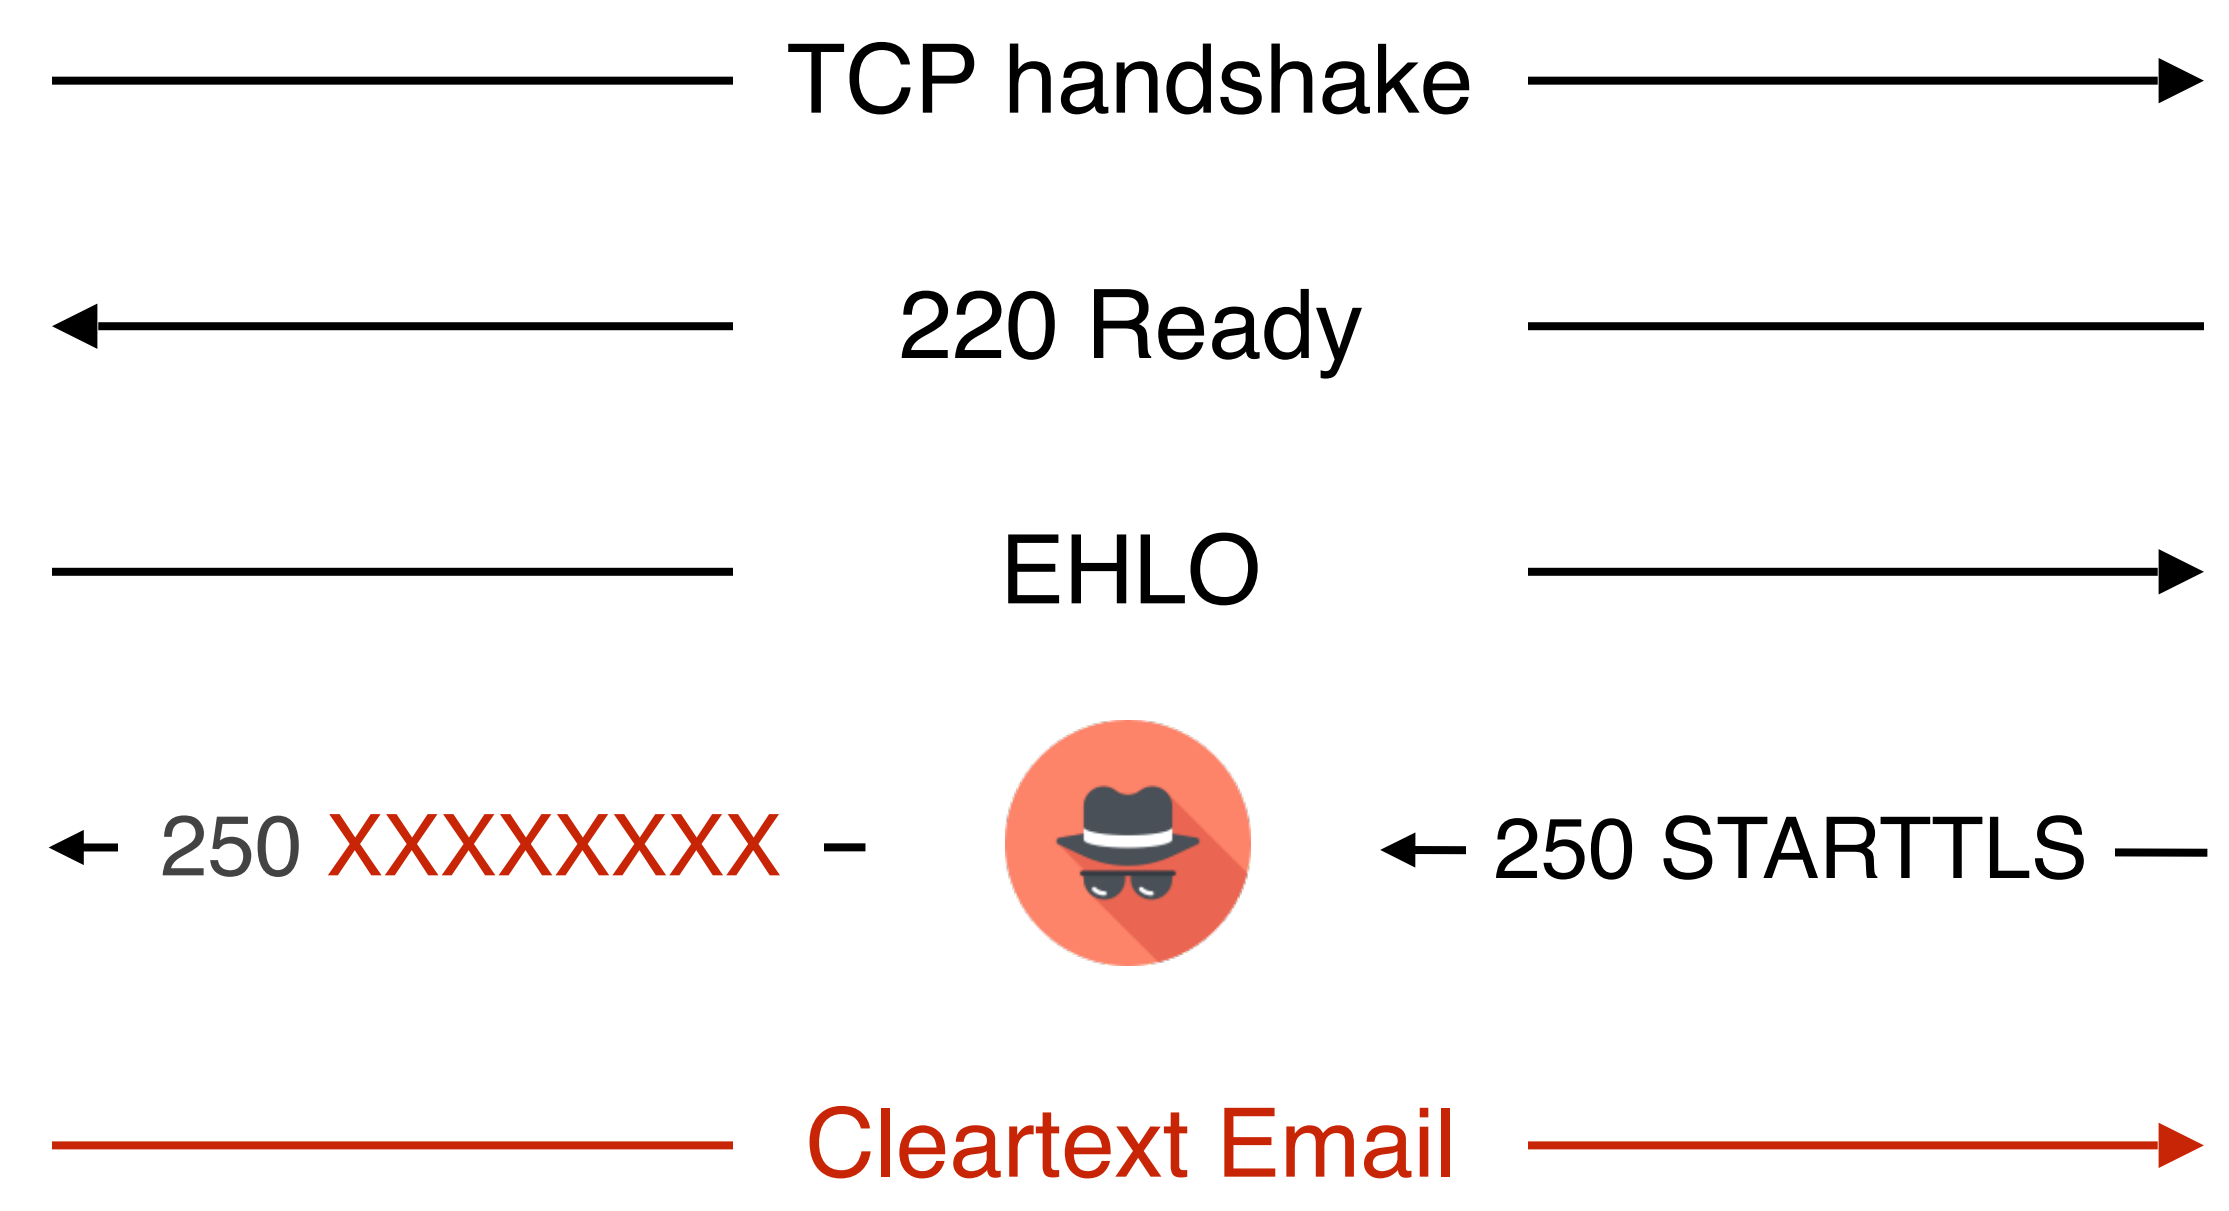 TCP handshake
220 Ready
EHLO
250 XXXXXXXX 250 STARTTLS
Cleartext Email